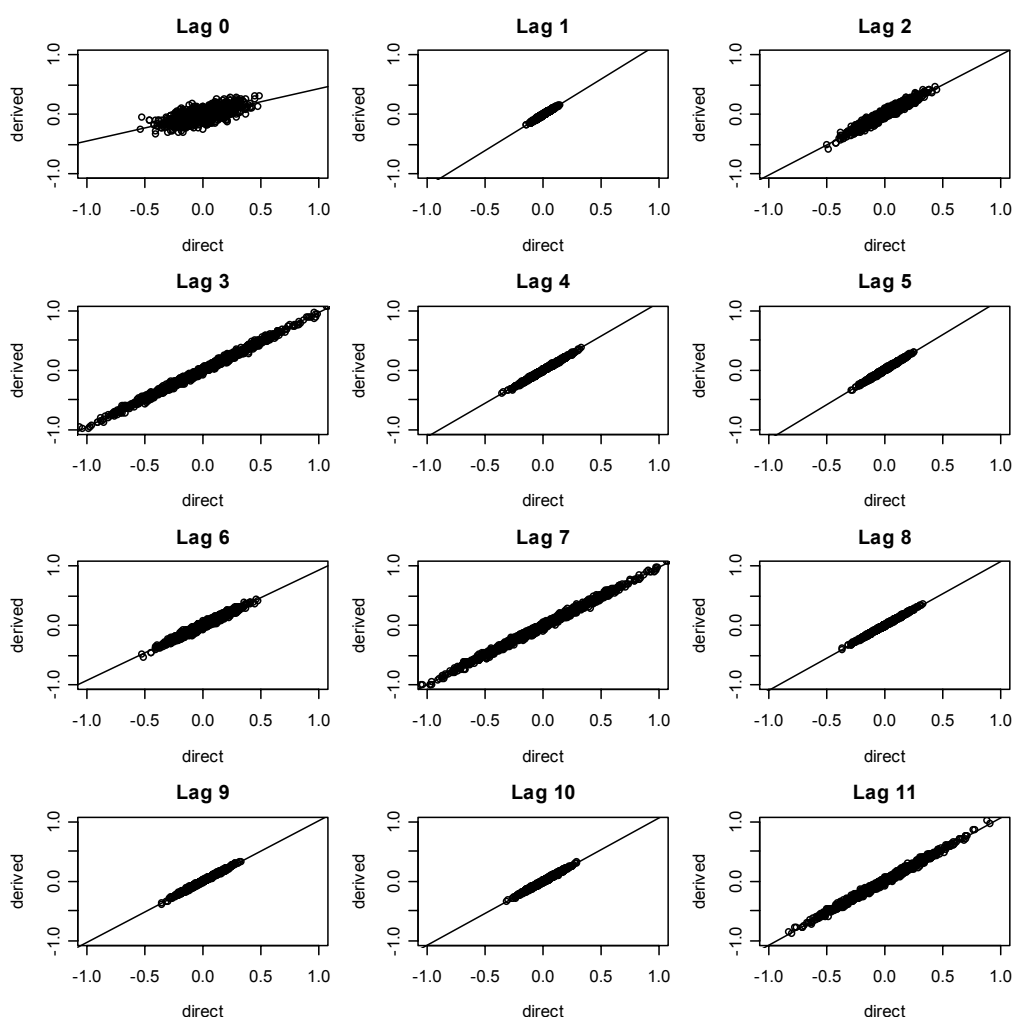 Lag 0 Lag 1 Lag 2
derived 1.0 0.0 -1.0 derived 1.0 0.0 -1.0 derived 1.0 0.0 -1.0
-1.0 -0.5 0.0 0.5 1.0 -1.0 -0.5 0.0 0.5 1.0 -1.0 -0.5 0.0 0.5 1.0
direct direct direct
Lag 3 Lag 4 Lag 5
derived 1.0 0.0 -1.0 derived 1.0 0.0 -1.0 derived 1.0 0.0 -1.0
-1.0 -0.5 0.0 0.5 1.0 -1.0 -0.5 0.0 0.5 1.0 -1.0 -0.5 0.0 0.5 1.0
direct direct direct
Lag 6 Lag 7 Lag 8
derived 1.0 0.0 -1.0 derived 1.0 0.0 -1.0 derived 1.0 0.0 -1.0
-1.0 -0.5 0.0 0.5 1.0 -1.0 -0.5 0.0 0.5 1.0 -1.0 -0.5 0.0 0.5 1.0
direct direct direct
Lag 9 Lag 10 Lag 11
derived 1.0 0.0 -1.0 derived 1.0 0.0 -1.0 derived 1.0 0.0 -1.0
-1.0 -0.5 0.0 0.5 1.0 -1.0 -0.5 0.0 0.5 1.0 -1.0 -0.5 0.0 0.5 1.0
direct direct direct